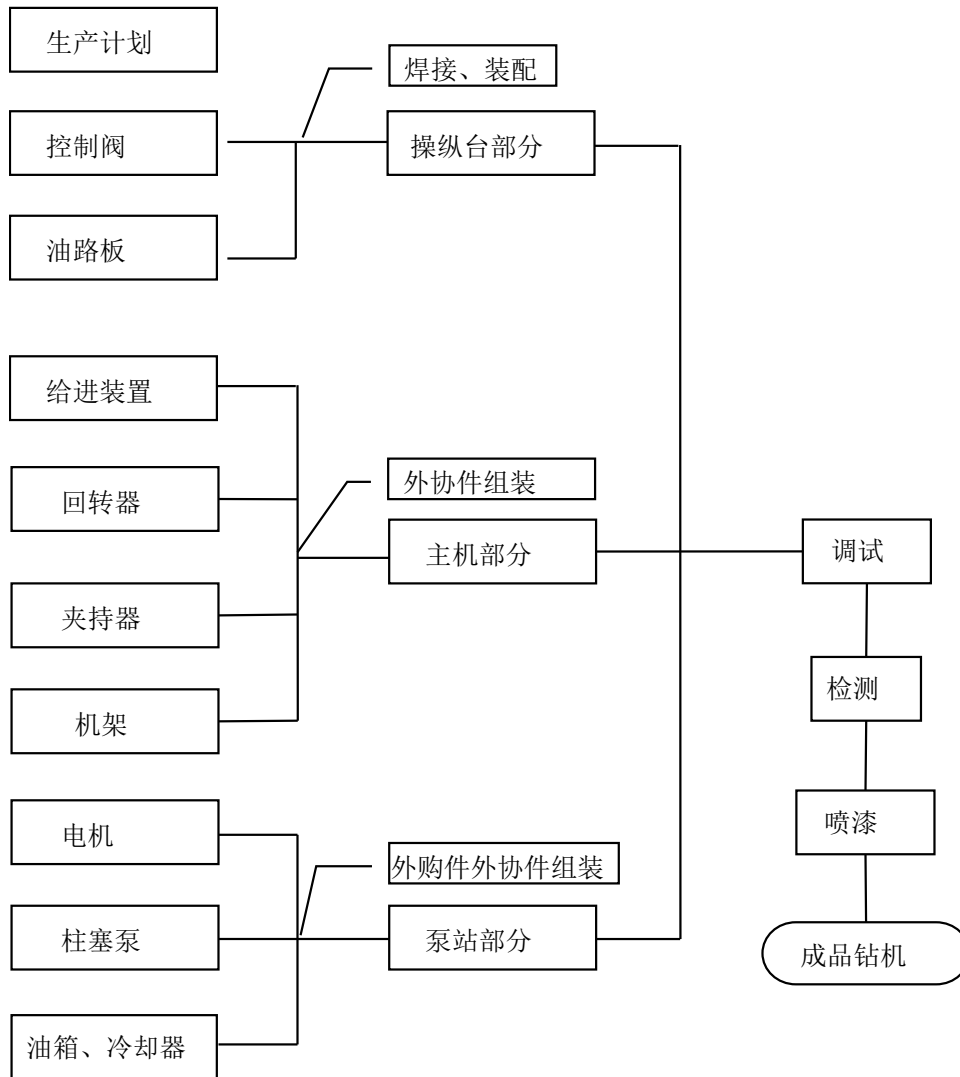 生产计划
焊接、装配
控制阀
操纵台部分
油路板
给进装置
外协件组装
回转器
主机部分
调试
夹持器
检测
机架
喷漆
电机
外购件外协件组装
柱塞泵
泵站部分
成品钻机
油箱、冷却器